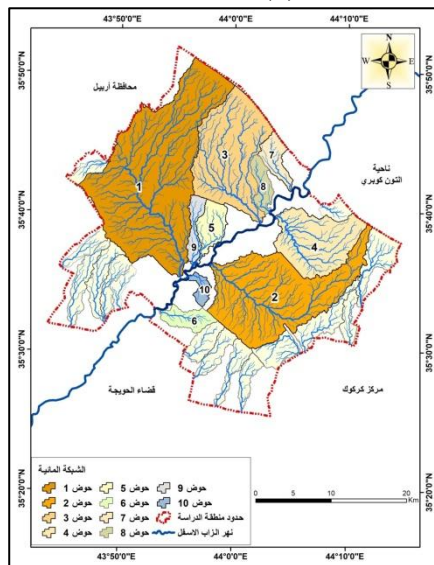 43°50'0"E 44°0'0"E 44°10'0"E
N
W E
S
35°50'0"N 35°50'0"N
محافظة أربيل
ناحية
التون كوبري
3
7
8
35°40'0"N 35°40'0"N
1
5
4
9
10
2
6
35°30'0"N 35°30'0"N
قضاء الحويجة
مركز كركوك
الشبكة المائية
حوض 1
حوض 2
حوض 3
حوض 4
حوض 5
حوض 6
حوض 7
حوض 8
حوض 9
حوض 10
حدود منطقة الدراسة
نهر الزاب الاسفل
35°20'0"N 35°20'0"N
0 5 10 20
Km
43°50'0"E 44°0'0"E 44°10'0"E